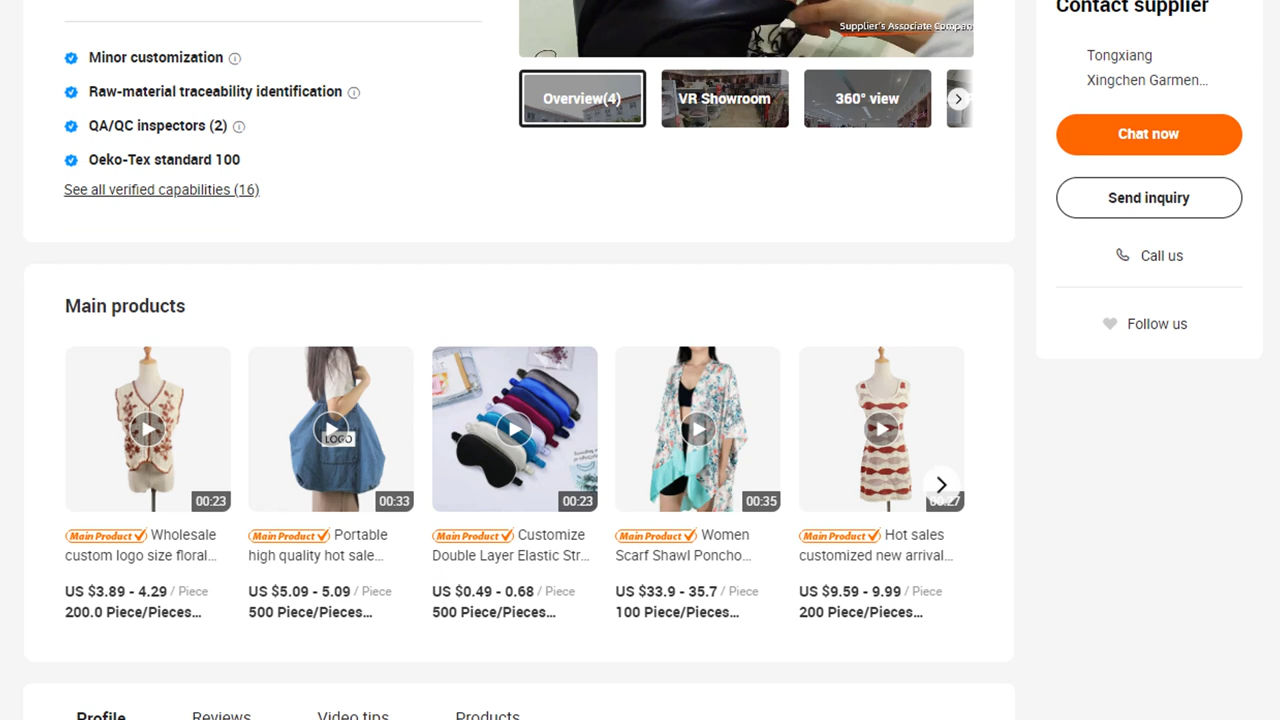 Contact supplier
Supplier's Associate Company
Minor customization
Raw-material traceability identification
QA/QC inspectors (2)
Oeko-Tex standard 100
See all verified capabilities (16)
Overview(4)
VR Showroom
360° view
Tongxiang
Xingchen Garmen...
Chat now
Send inquiry
Call us
Follow us
Main products
LOGO
00:23
00:33
00:23
00:35
00:27
Main Product Wholesale
custom logo size floral...
US $3.89 - 4.29 / Piece
200.0 Piece/Pieces...
Main Product Portable
high quality hot sale...
US $5.09 - 5.09 / Piece
500 Piece/Pieces...
Main Product Customize
Double Layer Elastic Str...
US $0.49 - 0.68 / Piece
500 Piece/Pieces...
Main Product Women
Scarf Shawl Poncho...
US $33.9 - 35.7 / Piece
100 Piece/Pieces...
Main Product Hot sales
customized new arrival...
US $9.59 - 9.99 / Piece
200 Piece/Pieces...
Profile
Reviews
Video tips
Products